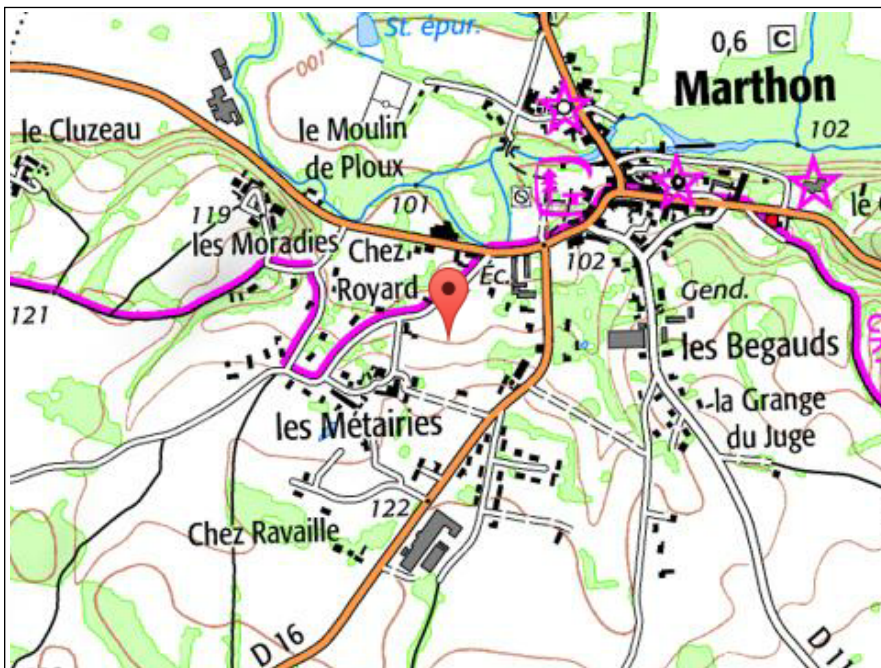 St. épur.
001
0,6 C
Marthon
le Cluzeau
le Moulin
de Ploux
102
119
101
les Moradies
Chez
Royard
Éc.
102
121
Gend.
les Begauds
les Métairies
la Grange
du Juge
122
Chez Ravaille
D 16